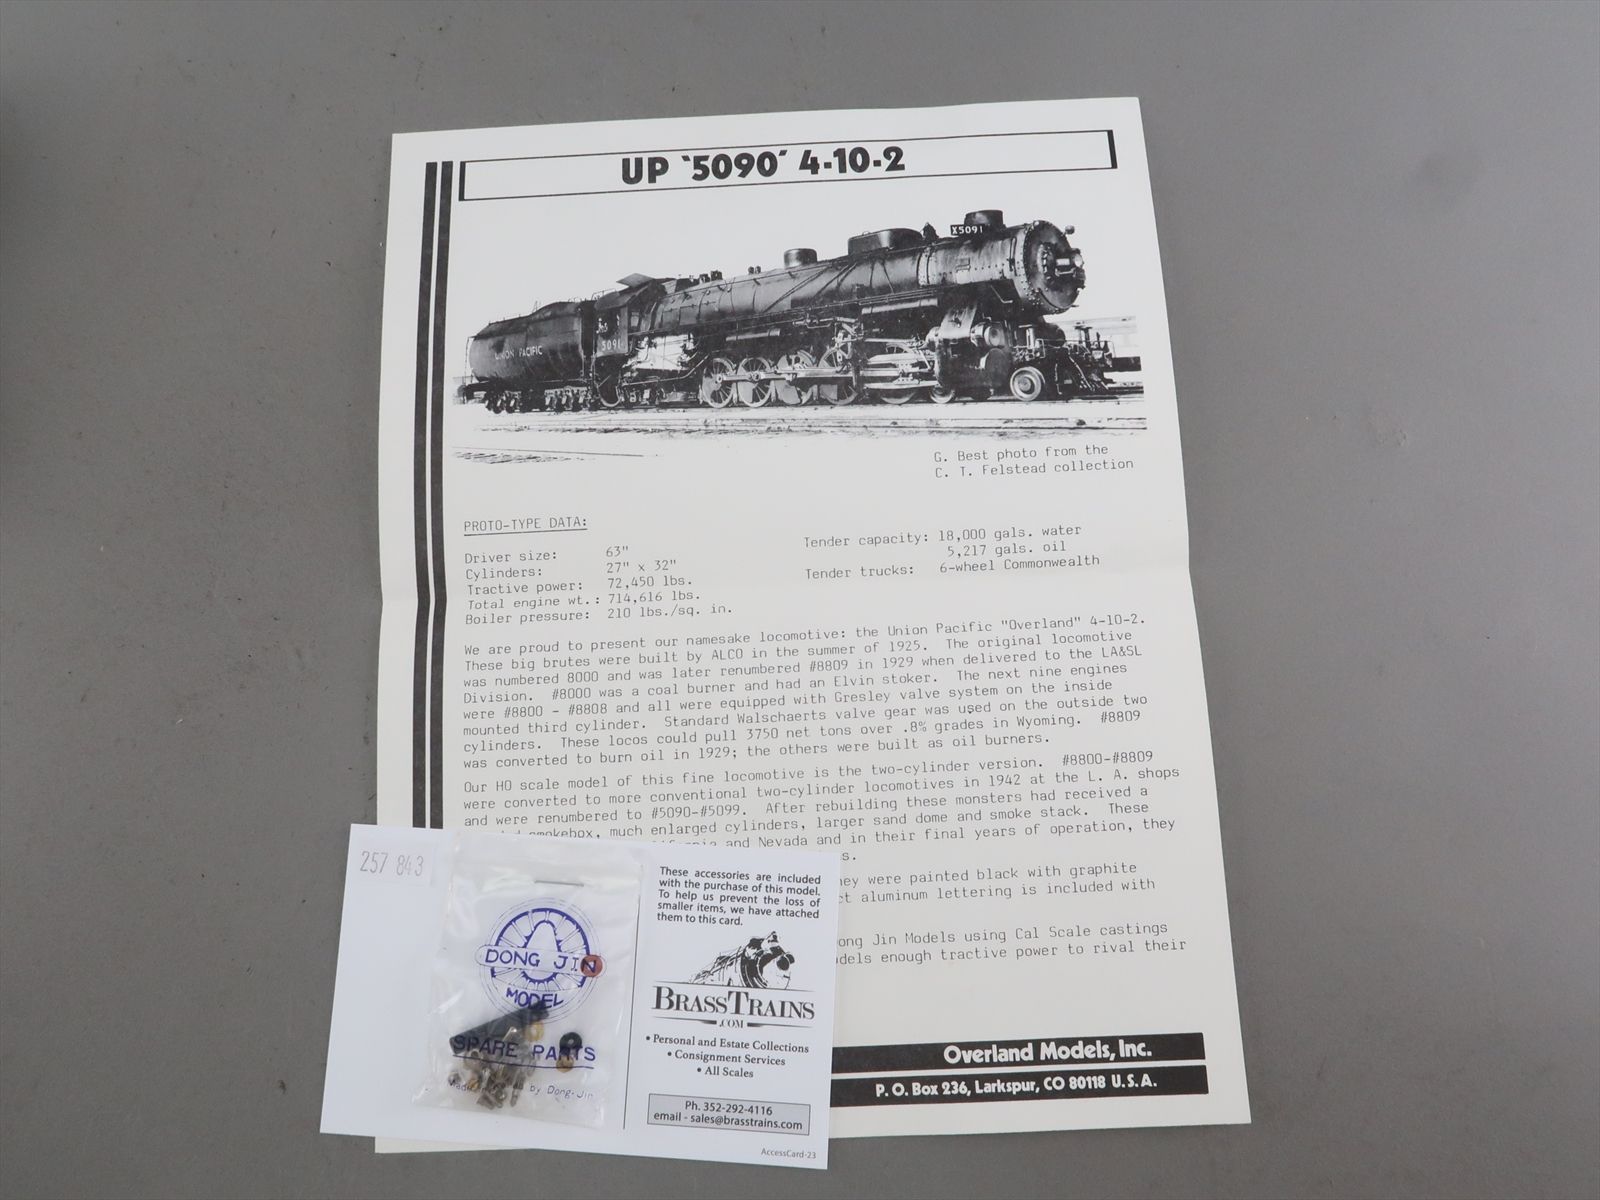 UP '5090' 4-10-2
X5091
UNION PACIFIC
5091
G. Best photo from the
C. T. Felstead collection
PROTO-TYPE DATA:
Driver size: 63"
Cylinders: 27" x 32"
Tractive power: 72,450 lbs.
Total engine wt.: 714,616 lbs.
Boiler pressure: 210 lbs./sq. in.
Tender capacity: 18,000 gals. water
5,217 gals. oil
Tender trucks: 6-wheel Commonwealth
We are proud to present our namesake locomotive: the Union Pacific "Overland" 4-10-2.
These big brutes were built by ALCO in the summer of 1925. The original locomotive
was numbered 8000 and was later renumbered #8809 in 1929 when delivered to the LA&SL
Division. #8000 was a coal burner and had an Elvin stoker. The next nine engines
were #8800 - #8808 and all were equipped with Gresley valve system on the inside
mounted third cylinder. Standard Walschaerts valve gear was used on the outside two
cylinders. These locos could pull 3750 net tons over .8% grades in Wyoming. #8809
was converted to burn oil in 1929; the others were built as oil burners.
Our HO scale model of this fine locomotive is the two-cylinder version. #8800-#8809
were converted to more conventional two-cylinder locomotives in 1942 at the L. A. shops
and were renumbered to #5090-#5099. After rebuilding these monsters had received a
smokebox, much enlarged cylinders, larger sand dome and smoke stack. These
and Nevada and in their final years of operation, they
s.
hey were painted black with graphite
ct aluminum lettering is included with
ong Jin Models using Cal Scale castings
dels enough tractive power to rival their
Overland Models, Inc.
P. O. Box 236, Larkspur, CO 80118 U.S.A.
257 843
DONG JIN
MODEL
SPARE PARTS
by Dong-Jin
These accessories are included
with the purchase of this model.
To help us prevent the loss of
smaller items, we have attached
them to this card.
BRASSTRAINS
.COM
• Personal and Estate Collections
• Consignment Services
• All Scales
Ph. 352-292-4116
email - sales@brasstrains.com
AccessCard-23